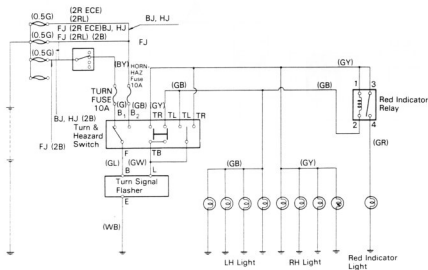 (0.5G)
(2R ECE)
(2RL)
BJ, HJ
(0.5G)
FJ (2R ECE)BJ, HJ
FJ (2RL) (2B)
FJ
(0.5G)
(BY)
HORN,
HAZ
Fuse
10A
(GY)
(GB)
TURN
FUSE
10A
(G)
(GB)
(GY)
B1
B2
TR
TL
TL
TR
1
3
Red Indicator
Relay
2
4
BJ, HJ (2B)
Turn &
Heazard
Switch
FJ (2B)
F
TB
(GL)
(GW)
B
L
Turn Signal
Flasher
E
(WB)
(GB)
(GY)
(GR)
LH Light
RH Light
Red Indicator
Light